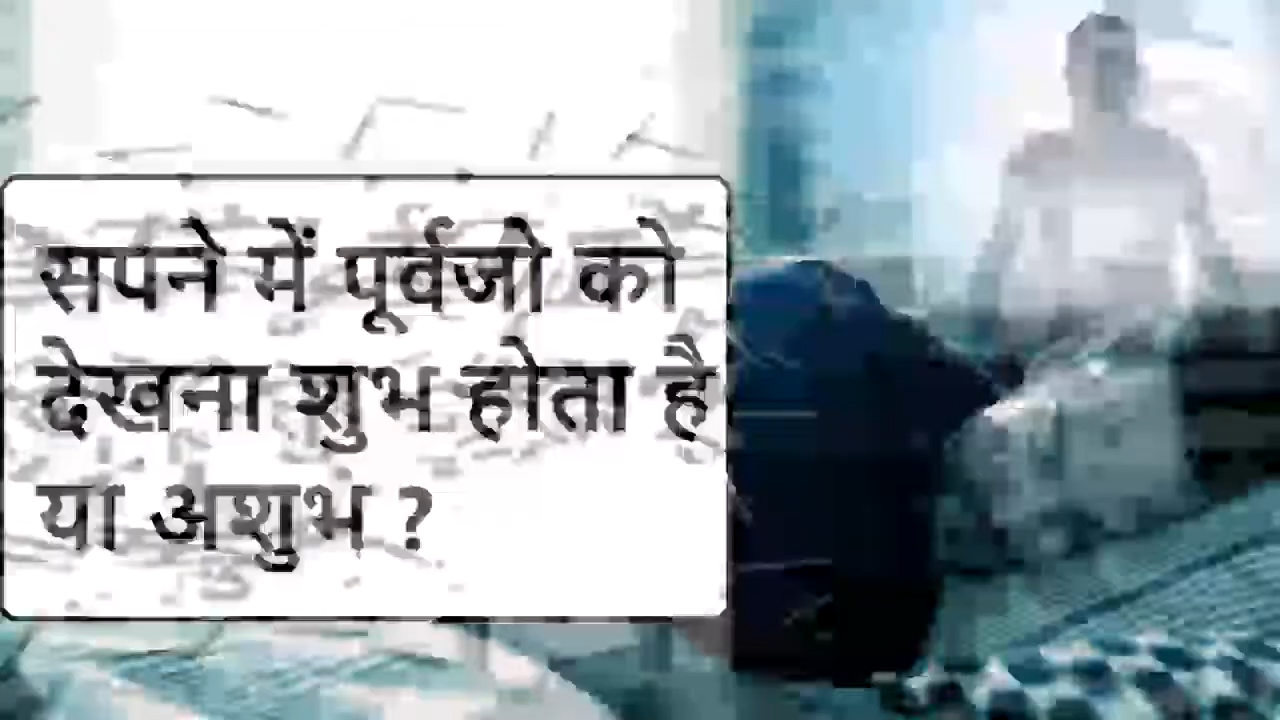 सपने में पूर्वजो को
देखना शुभ होता है
या अशुभ ?